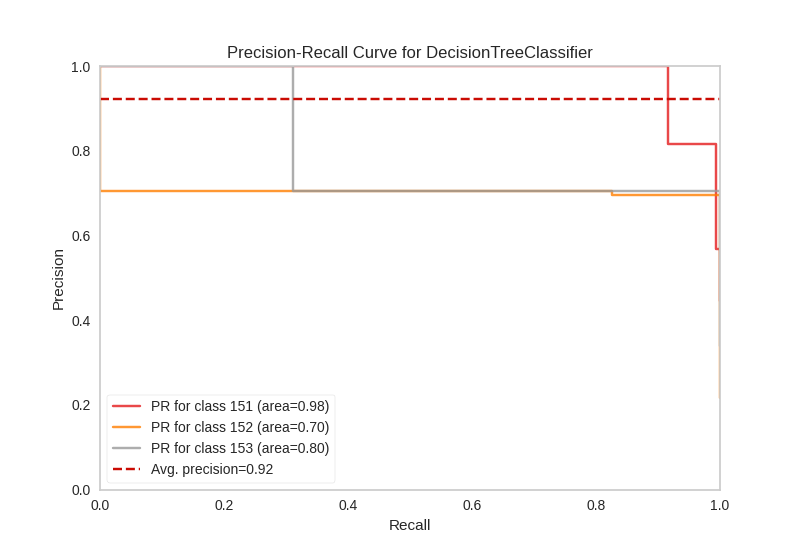 Precision-Recall Curve for DecisionTreeClassifier
1.0
0.8
0.6
0.4
0.2
0.0
Precision
PR for class 151 (area=0.98)
PR for class 152 (area=0.70)
PR for class 153 (area=0.80)
Avg. precision=0.92
0.0 0.2 0.4 0.6 0.8 1.0
Recall